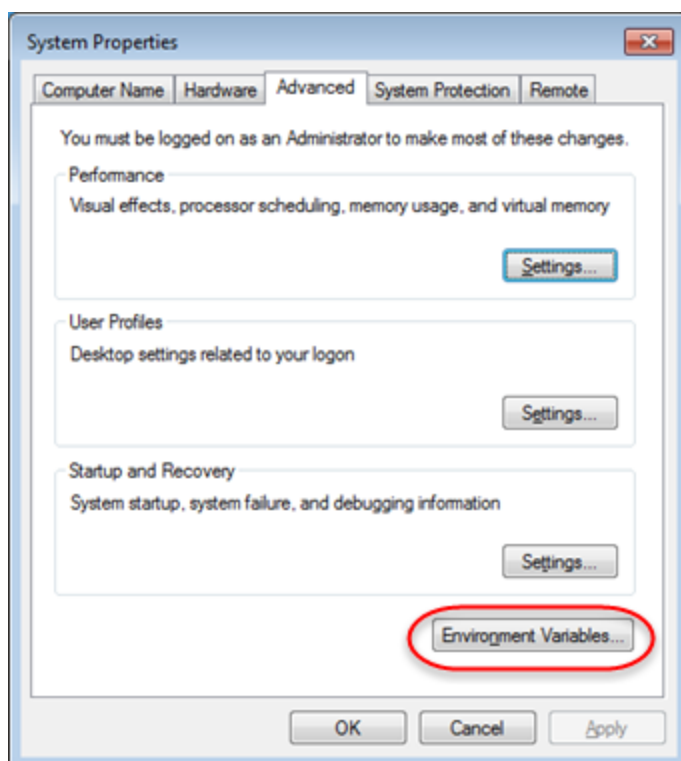 System Properties
Computer Name Hardware Advanced System Protection Remote
You must be logged on as an Administrator to make most of these changes.
Performance
Visual effects, processor scheduling, memory usage, and virtual memory
Settings...
User Profiles
Desktop settings related to your logon
Settings...
Startup and Recovery
System startup, system failure, and debugging information
Settings...
Environment Variables...
OK Cancel Apply